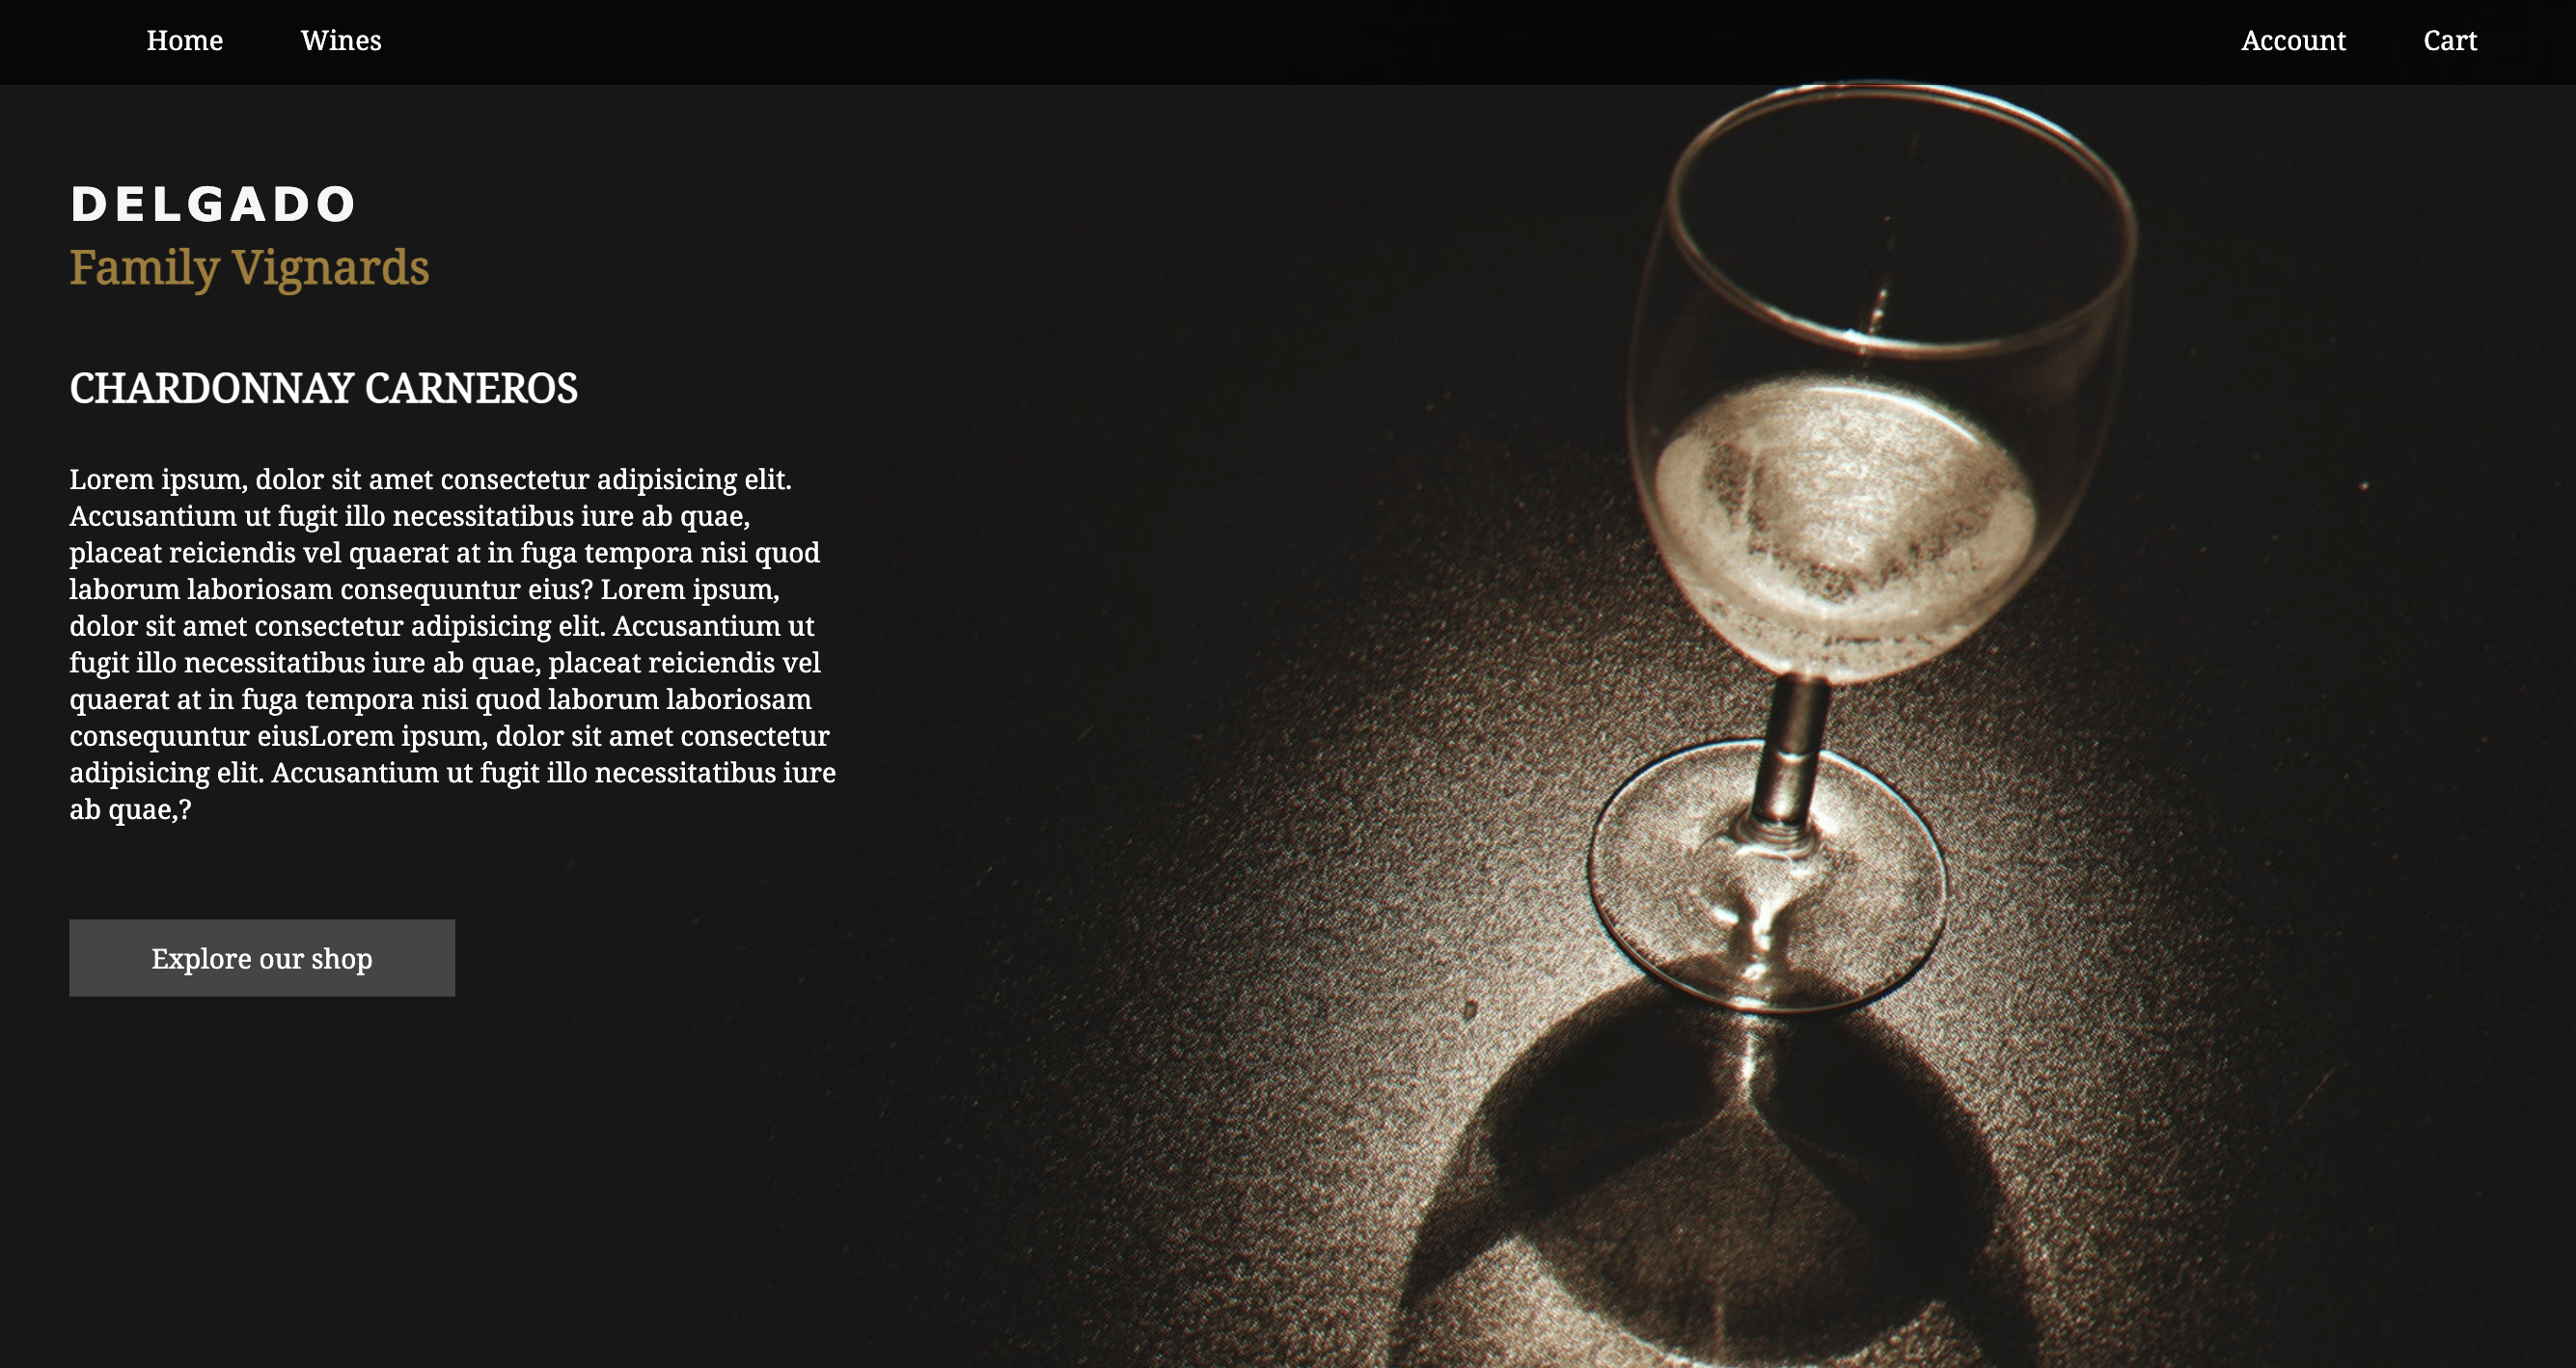 Home Wines Account Cart
DELGADO
Family Vignards
CHARDONNAY CARNEROS
Lorem ipsum, dolor sit amet consectetur adipisicing elit.
Accusantium ut fugit illo necessitatibus iure ab quae,
placeat reiciendis vel quaerat at in fuga tempora nisi quod
laborum laboriosam consequuntur eius? Lorem ipsum,
dolor sit amet consectetur adipisicing elit. Accusantium ut
fugit illo necessitatibus iure ab quae, placeat reiciendis vel
quaerat at in fuga tempora nisi quod laborum laboriosam
consequuntur eiusLorem ipsum, dolor sit amet consectetur
adipisicing elit. Accusantium ut fugit illo necessitatibus iure
ab quae,?
Explore our shop